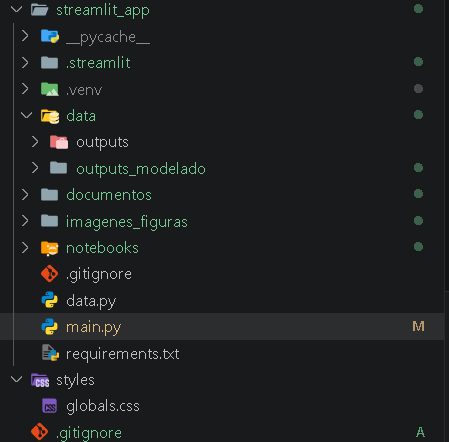 streamlit_app
__pycache__
.streamlit
.venv
data
outputs
outputs_modelado
documentos
imagenes_figuras
notebooks
.gitignore
data.py
main.py M
requirements.txt
styles
globals.css
.gitignore A